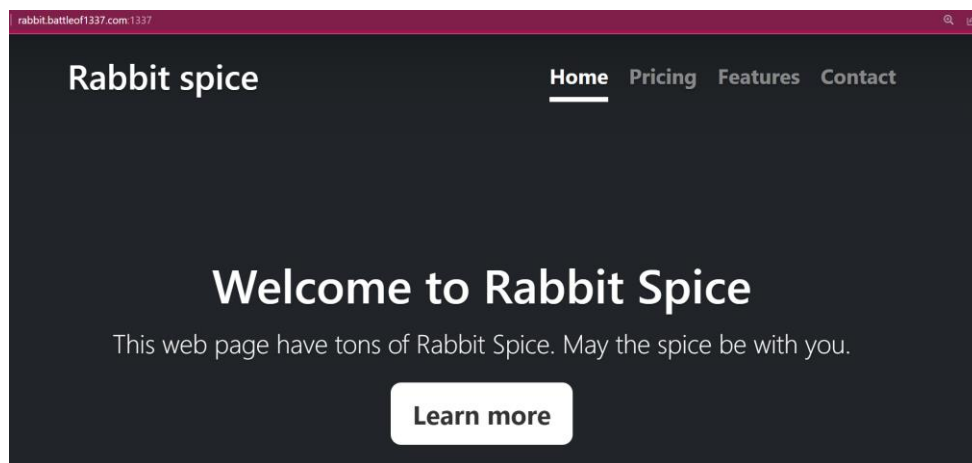 rabbit.battleof1337.com:1337
Rabbit spice
Home Pricing Features Contact
Welcome to Rabbit Spice
This web page have tons of Rabbit Spice. May the spice be with you.
Learn more